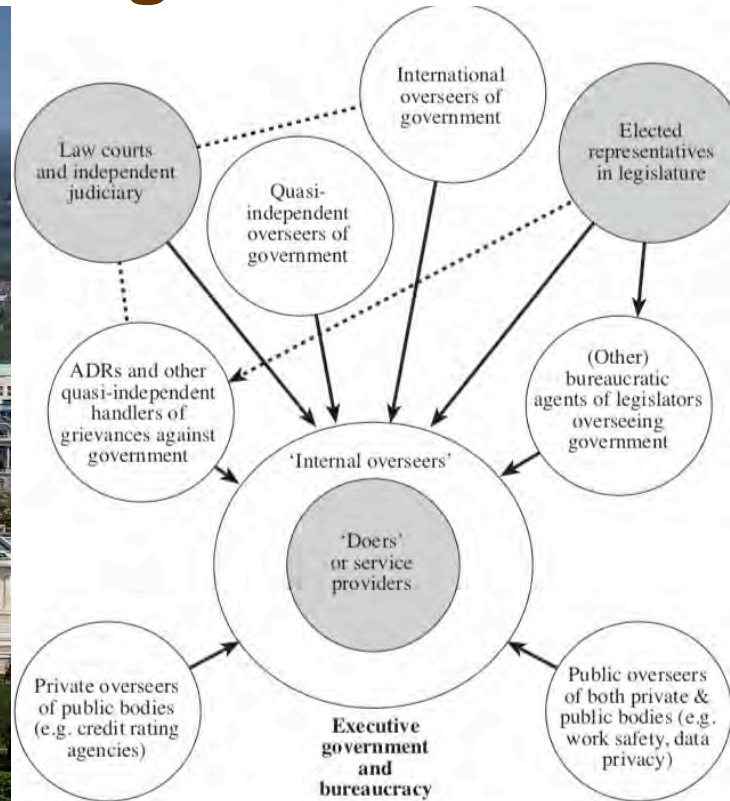 International
overseers of
government
Law courts
and independent
judiciary
Elected
representatives
in legislature
Quasi-
independent
overseers of
government
ADRs and other
quasi-independent
handlers of
grievances against
government
(Other)
bureaucratic
agents of legislators
overseeing
government
‘Internal overseers’
‘Doers’
or service
providers
Private overseers
of public bodies
(e.g. credit rating
agencies)
Public overseers
of both private &
public bodies (e.g.
work safety, data
privacy)
Executive
government
and
bureaucracy